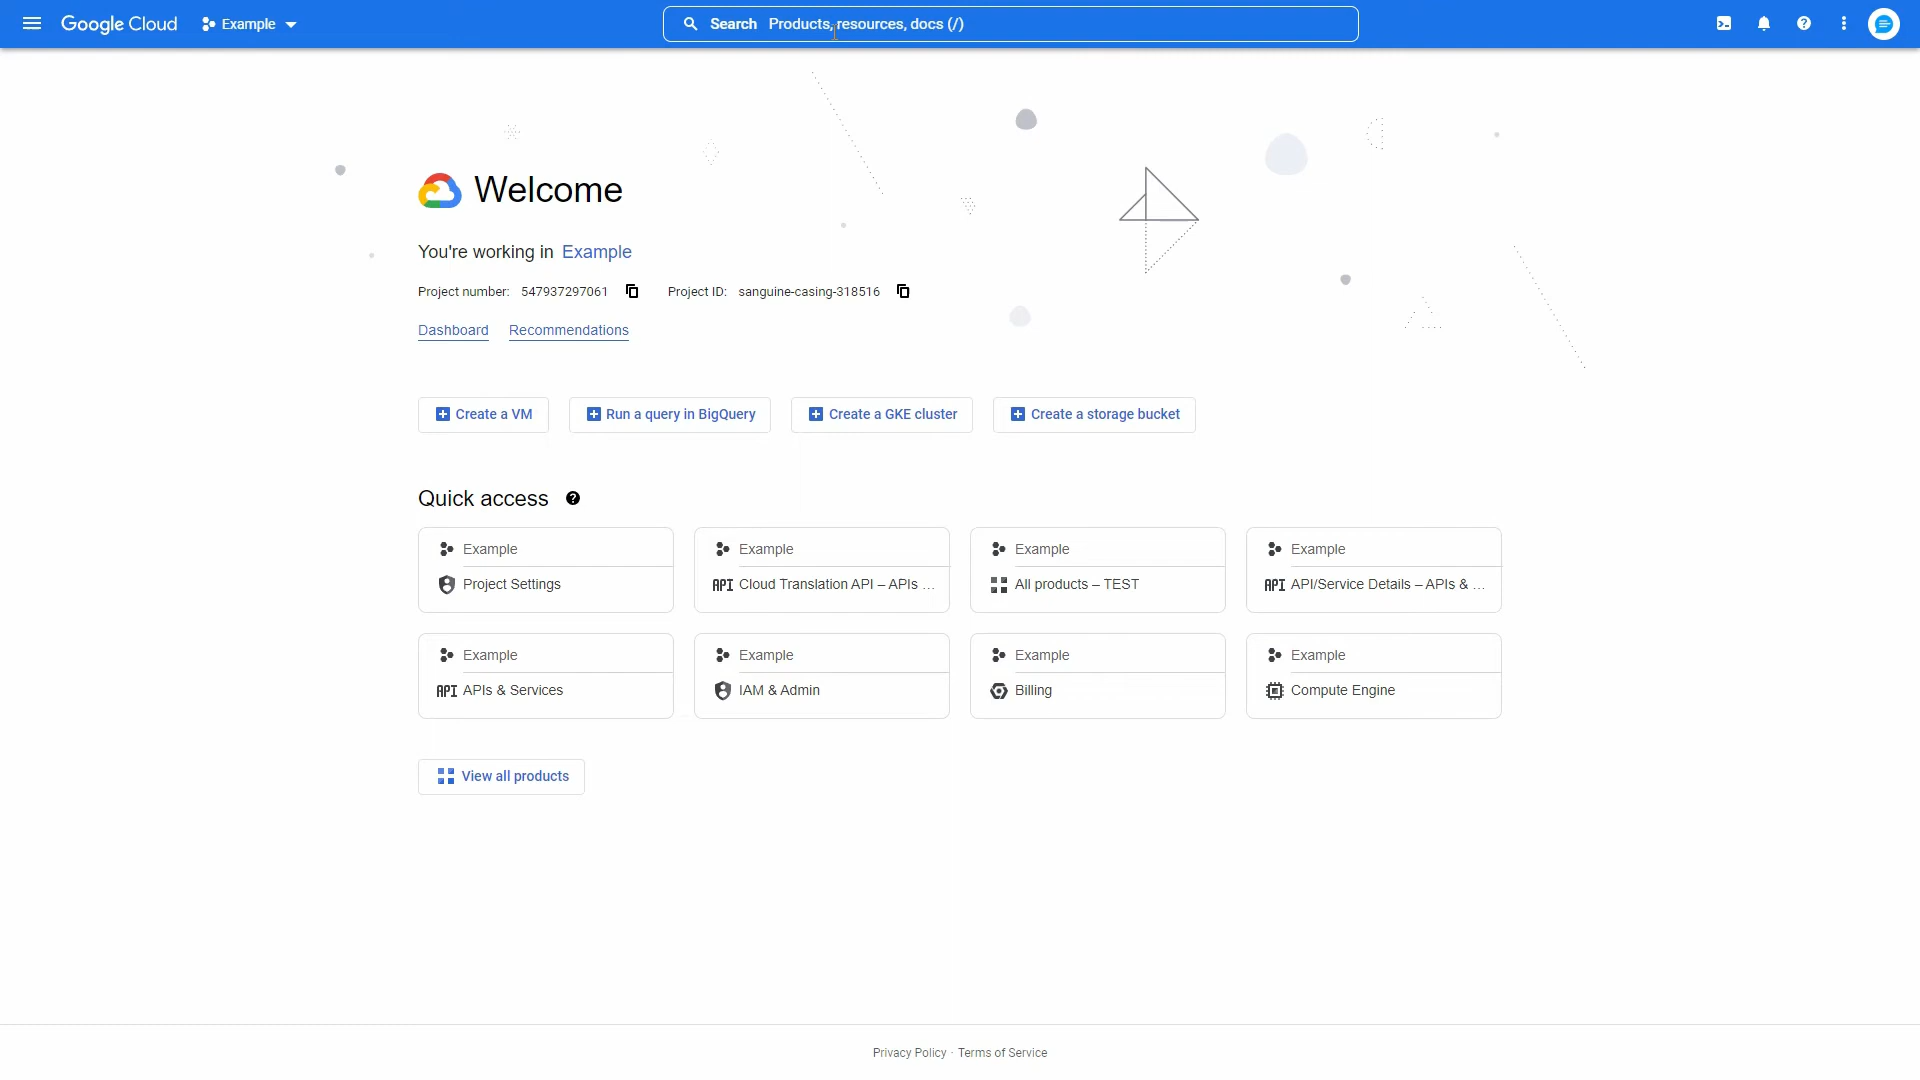 Google Cloud
Example
Search Products, resources, docs (/)
Welcome
You're working in Example
Project number: 547937297061 Project ID: sanguine-casing-318516
Dashboard Recommendations
Create a VM
Run a query in BigQuery
Create a GKE cluster
Create a storage bucket
Quick access
Example
Project Settings
Example
Cloud Translation API – APIs ...
Example
All products – TEST
Example
API API/Service Details – APIs & ...
Example
API APIs & Services
Example
IAM & Admin
Example
Billing
Example
Compute Engine
View all products
Privacy Policy · Terms of Service